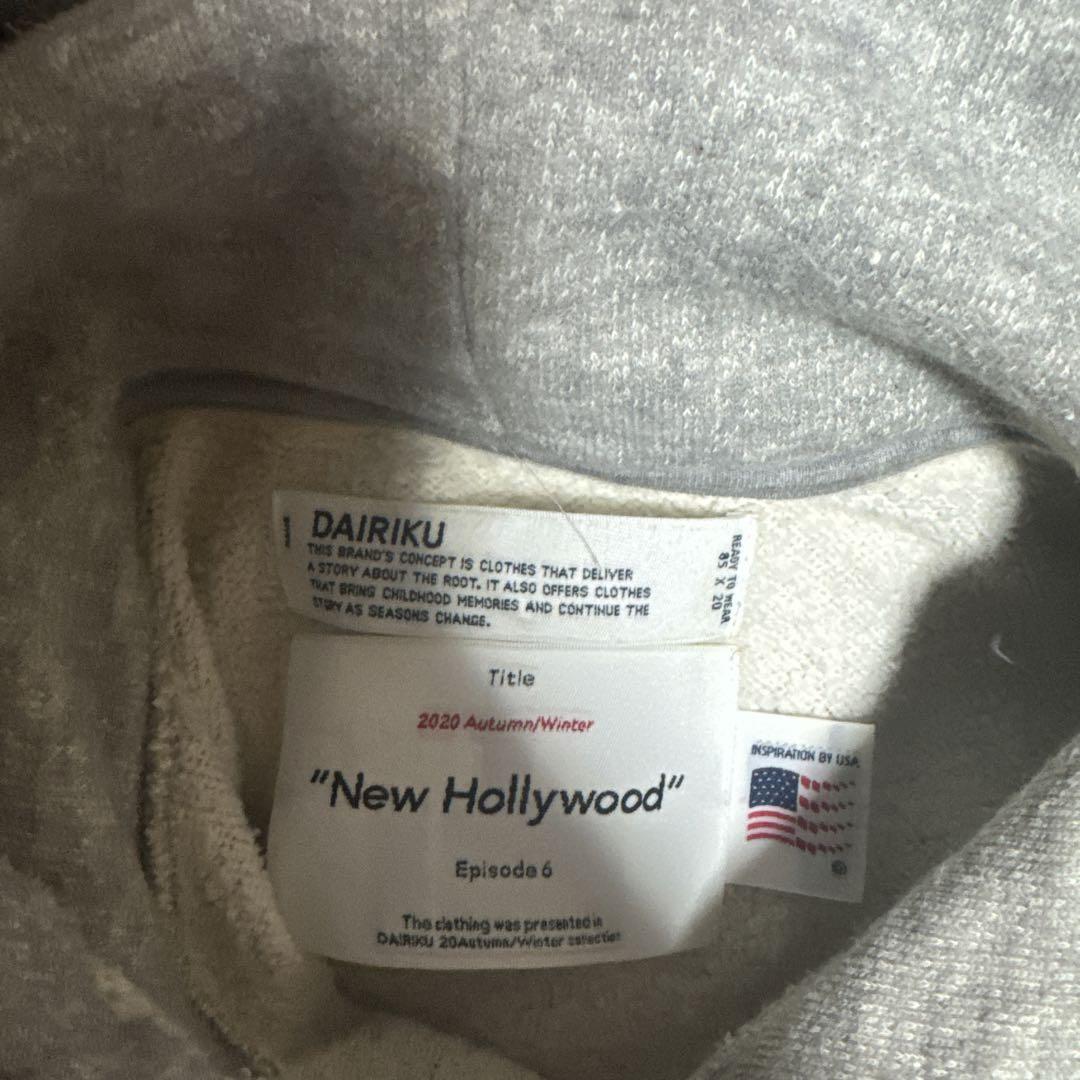 1
DAIRIKU
THIS BRAND'S CONCEPT IS CLOTHES THAT DELIVER
A STORY ABOUT THE ROOT. IT ALSO OFFERS CLOTHES
THAT BRING CHILDHOOD MEMORIES AND CONTINUE THE
STORY AS SEASONS CHANGE.
READY TO WEAR
85 X 20
Title
2020 Autumn/Winter
"New Hollywood"
Episode 6
The clothing was presented in
DAIRIKU 20Autumn/Winter collection
INSPIRATION BY USA.